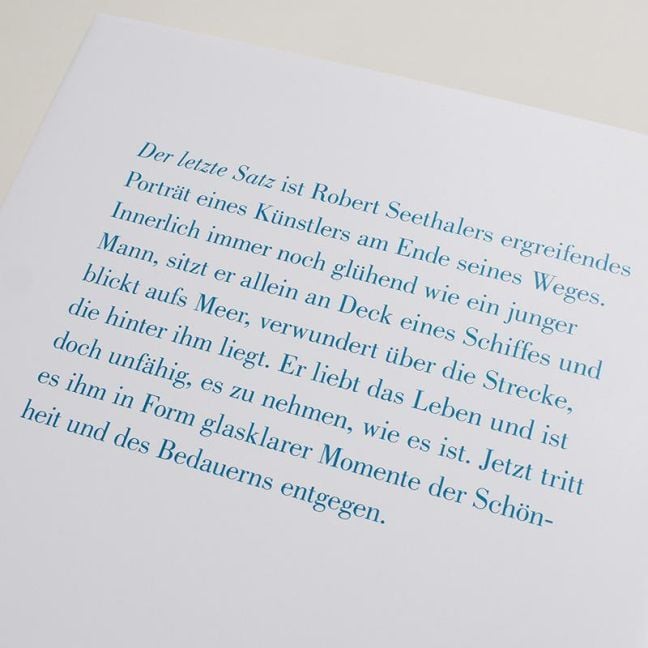 Der letzte Satz ist Robert Seethalers ergreifendes
Porträt eines Künstlers am Ende seines Weges.
Innerlich immer noch glühend wie ein junger
Mann, sitzt er allein an Deck eines Schiffes und
blickt aufs Meer, verwundert über die Strecke,
die hinter ihm liegt. Er liebt das Leben und ist
doch unfähig, es zu nehmen, wie es ist. Jetzt tritt
es ihm in Form glasklarer Momente der Schön-
heit und des Bedauerns entgegen.